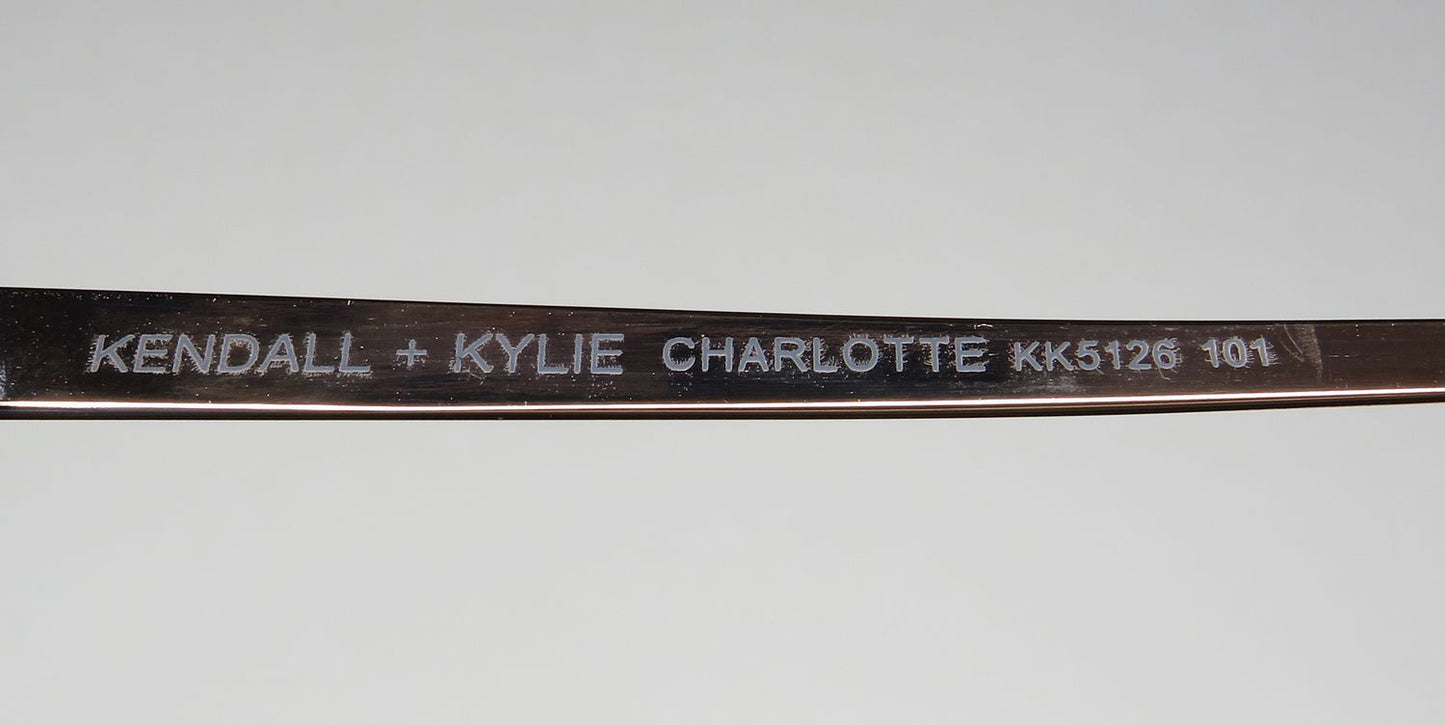 KENDALL + KYLIE CHARLOTTE KK5126 101